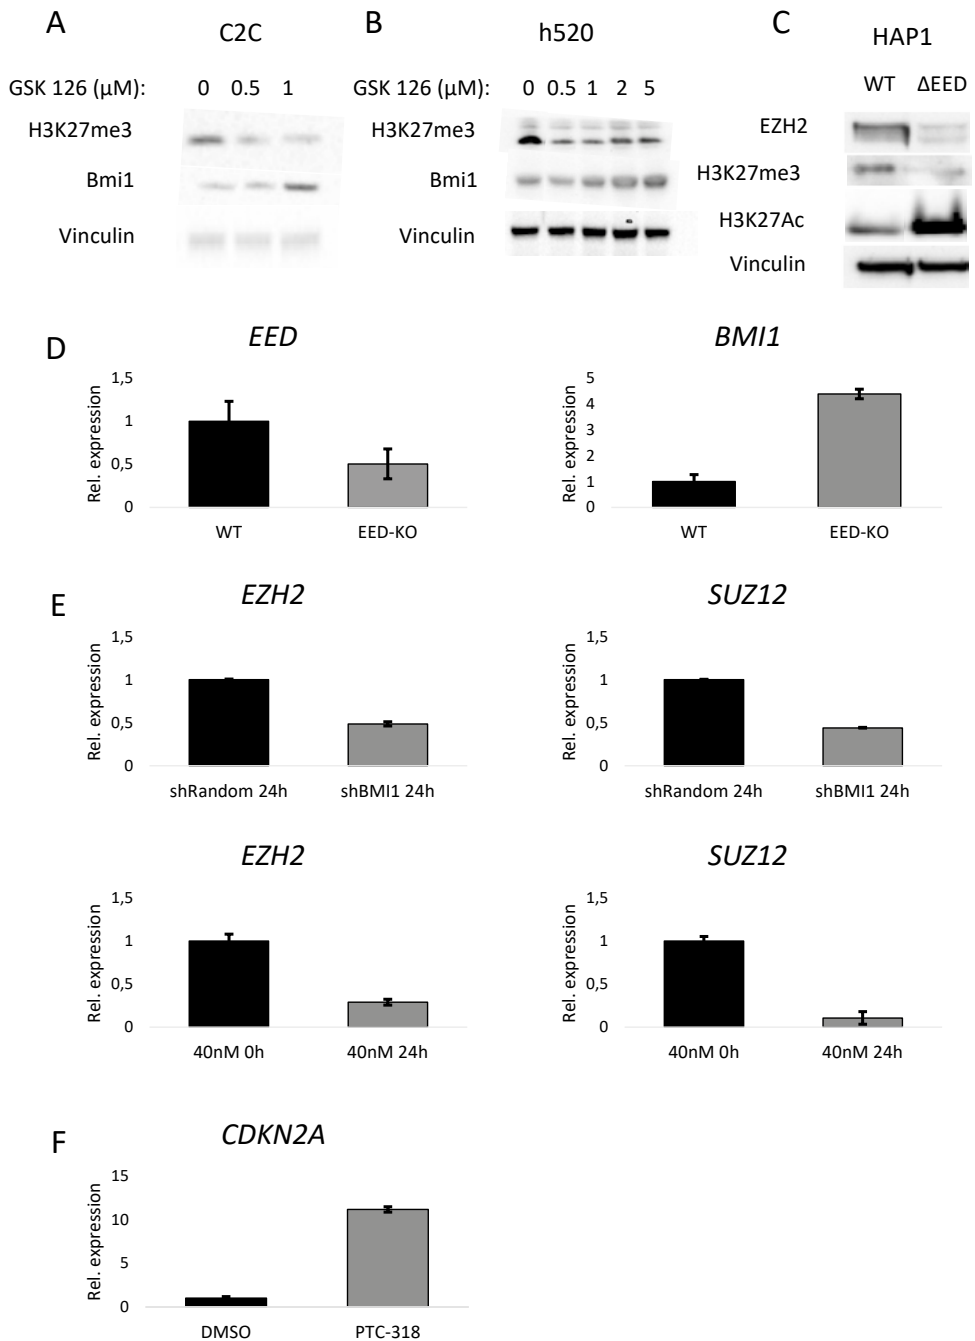 A
C2C
GSK 126 (µM): 0 0.5 1
H3K27me3
Bmi1
Vinculin
B
h520
GSK 126 (µM): 0 0.5 1 2 5
H3K27me3
Bmi1
Vinculin
C
HAP1
WT ΔEED
EZH2
H3K27me3
H3K27Ac
Vinculin
D
EED
Rel. expression
1,5
1
0,5
0
WT EED-KO
BMI1
Rel. expression
5
4
3
2
1
0
WT EED-KO
E
EZH2
Rel. expression
1,5
1
0,5
0
shRandom 24h shBMI1 24h
SUZ12
Rel. expression
1,5
1
0,5
0
shRandom 24h shBMI1 24h
EZH2
Rel. expression
1,5
1
0,5
0
40nM 0h 40nM 24h
SUZ12
Rel. expression
1,5
1
0,5
0
40nM 0h 40nM 24h
F
CDKN2A
Rel. expression
15
10
5
0
DMSO PTC-318